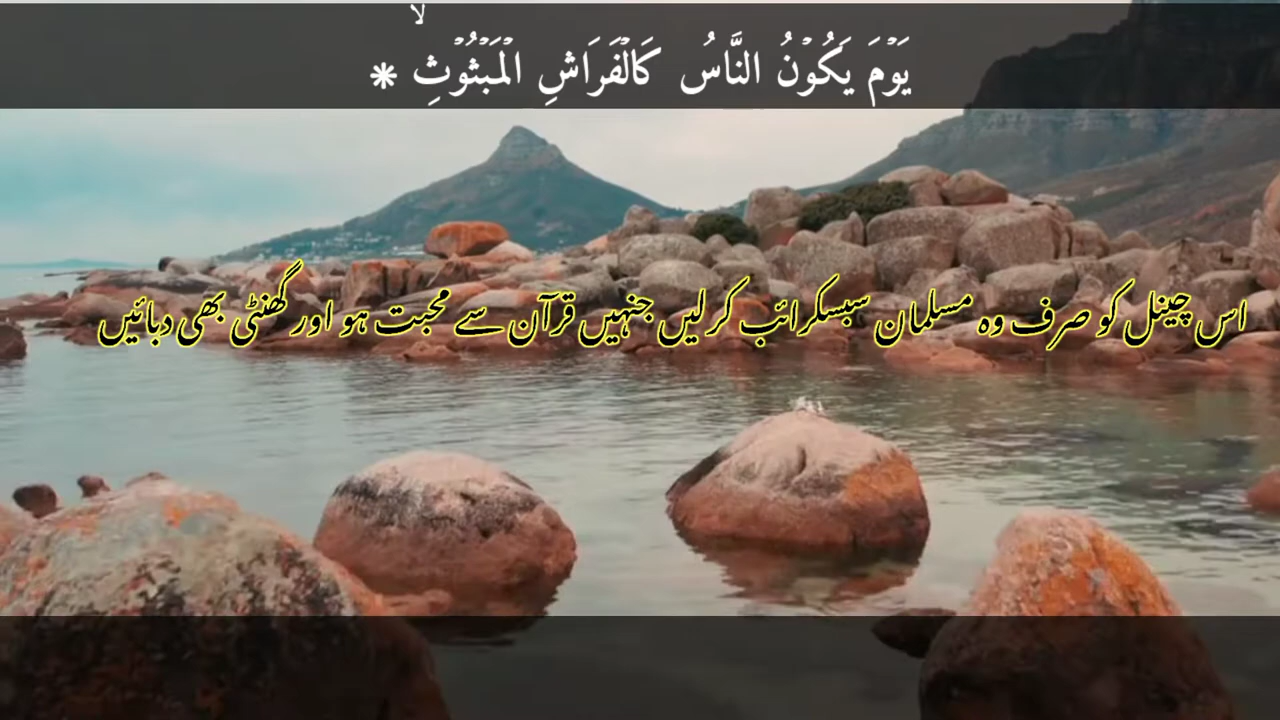 يَوۡمَ يَكُوۡنُ النَّاسُ كَالۡفَرَاشِ الۡمَبۡثُوۡثِۙ ⁕
اس چینل کو صرف وہ مسلمان سبسکرائب کرلیں جنہیں قرآن سے محبت ہو اور گھنٹی بھی دبائیں